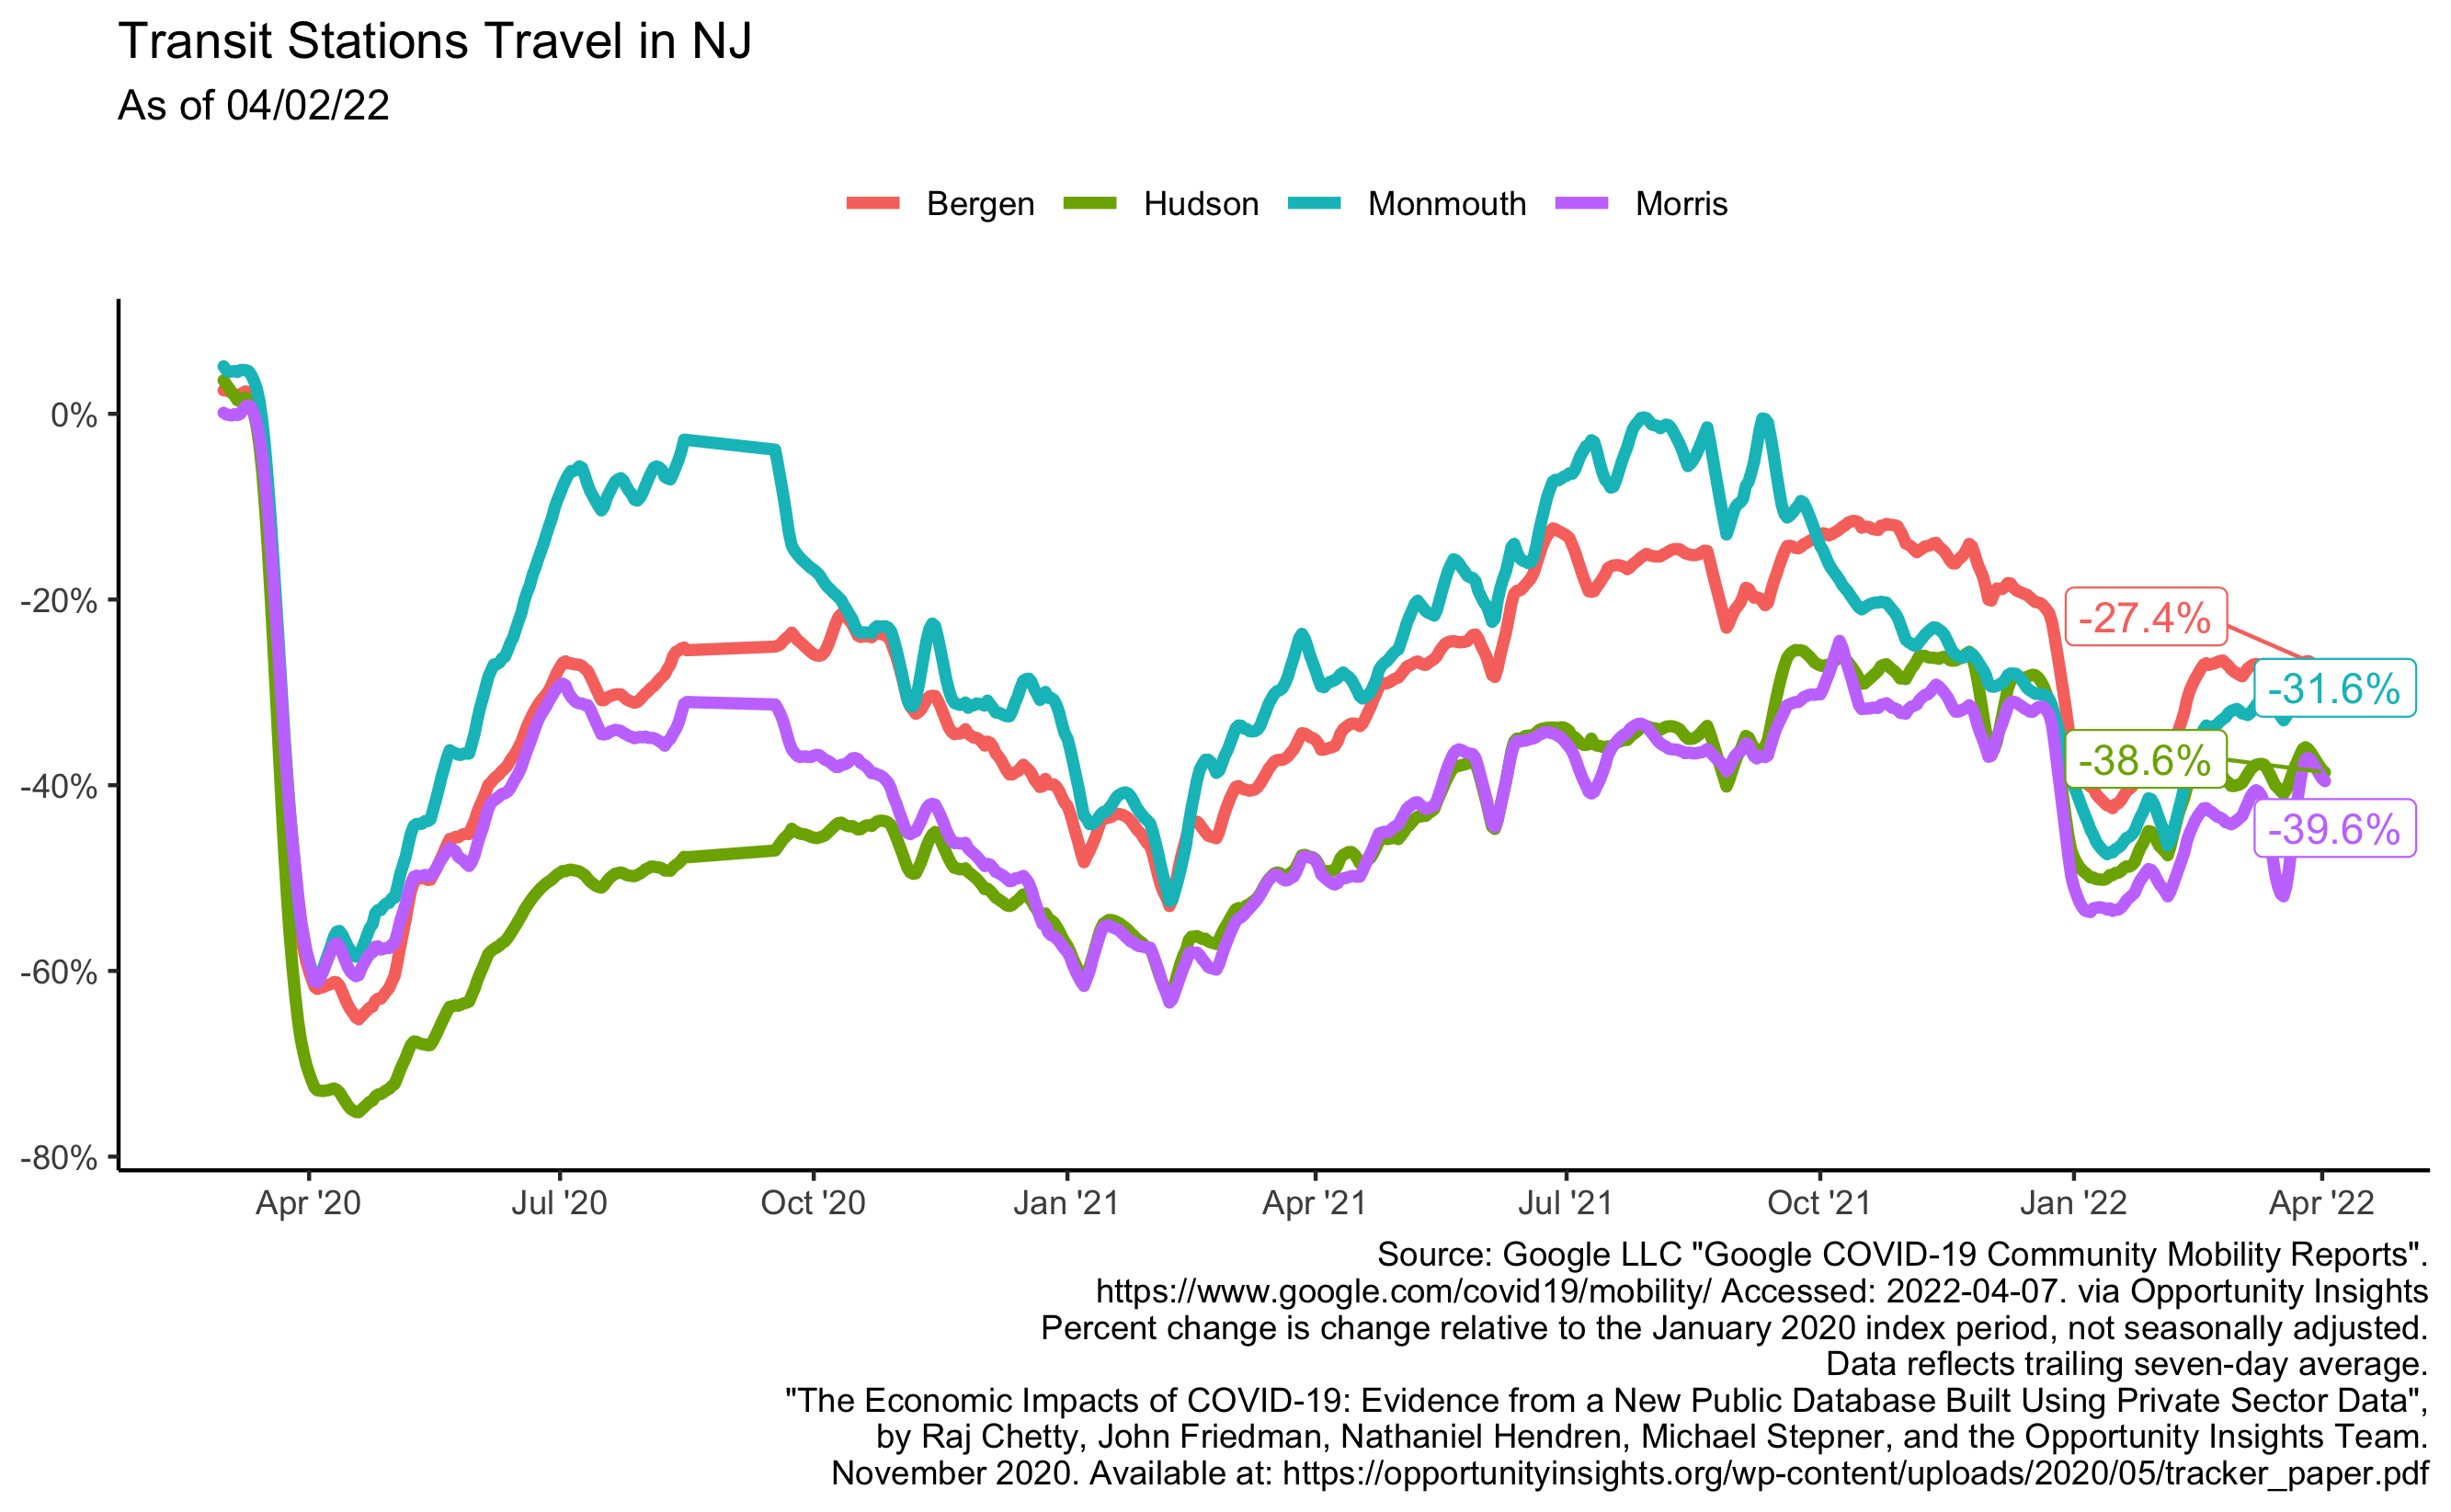 Transit Stations Travel in NJ
As of 04/02/22
Bergen Hudson Monmouth Morris
0%
-20%
-40%
-60%
-80%
-27.4%
-31.6%
-38.6%
-39.6%
Apr '20 Jul '20 Oct '20 Jan '21 Apr '21 Jul '21 Oct '21 Jan '22 Apr '22
Source: Google LLC "Google COVID-19 Community Mobility Reports".
https://www.google.com/covid19/mobility/ Accessed: 2022-04-07. via Opportunity Insights
Percent change is change relative to the January 2020 index period, not seasonally adjusted.
Data reflects trailing seven-day average.
"The Economic Impacts of COVID-19: Evidence from a New Public Database Built Using Private Sector Data",
by Raj Chetty, John Friedman, Nathaniel Hendren, Michael Stepner, and the Opportunity Insights Team.
November 2020. Available at: https://opportunityinsights.org/wp-content/uploads/2020/05/tracker_paper.pdf